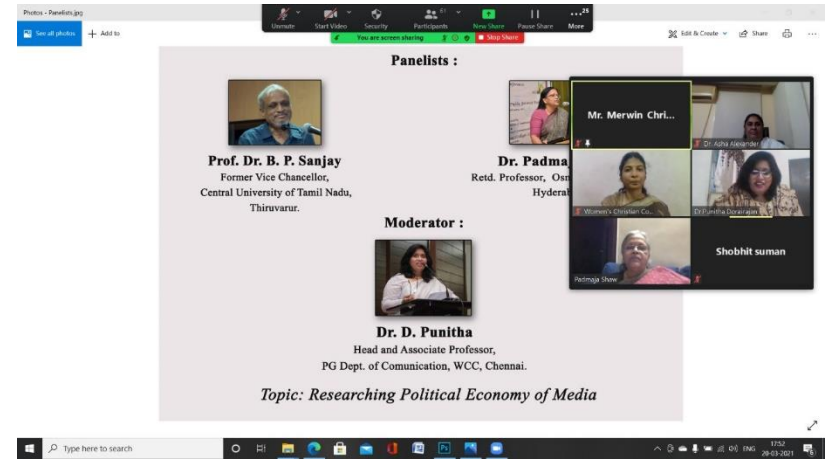 Photos - Panelists.jpg
See all photos
Add to
Unmute
Start Video
Security
Participants
61
New Share
Pause Share
More
25
You are screen sharing
Stop Share
Edit & Create
Share
Panelists :
Prof. Dr. B. P. Sanjay
Former Vice Chancellor,
Central University of Tamil Nadu,
Thiruvarur.
Dr. Padma
Retd. Professor, Osm
Hyderab
Moderator :
Dr. D. Punitha
Head and Associate Professor,
PG Dept. of Comunication, WCC, Chennai.
Topic: Researching Political Economy of Media
Mr. Merwin Chri...
Dr. Asha Alexander
Women's Christian Co...
Dr Punitha Dorairajan
Padmaja Shaw
Shobhit suman
Type here to search
ENG
17:52
20-03-2021